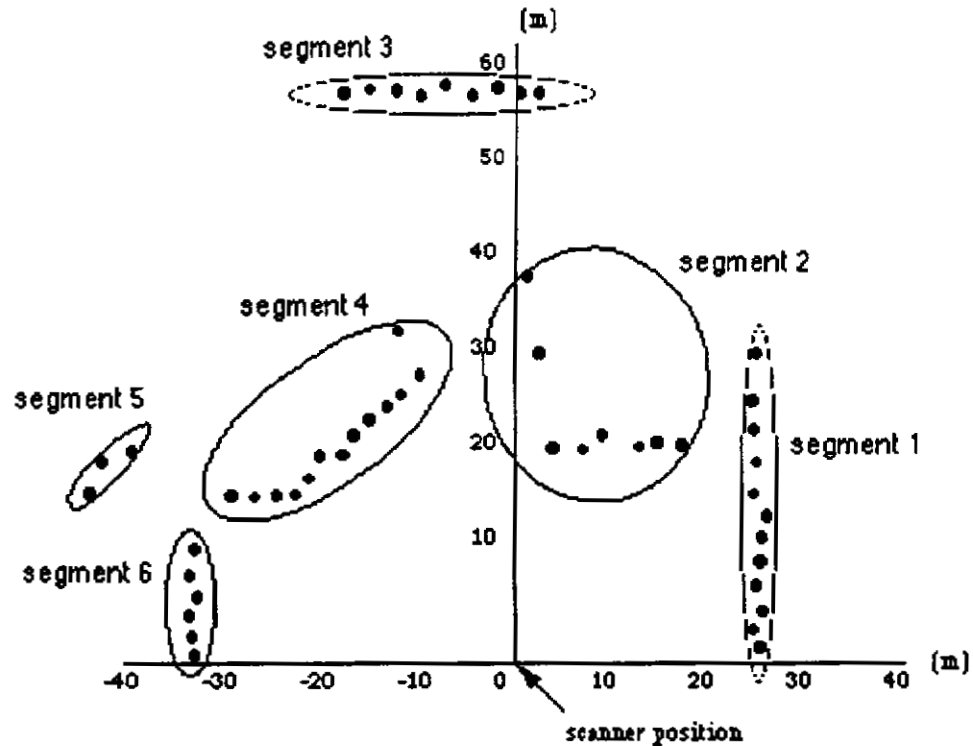 [m]
segment 3
60
50
40
segment 2
segment 4
30
segment 5
20
segment 1
10
segment 6
-40 -30 -20 -10 0 10 20 30 40 [m]
scanner position